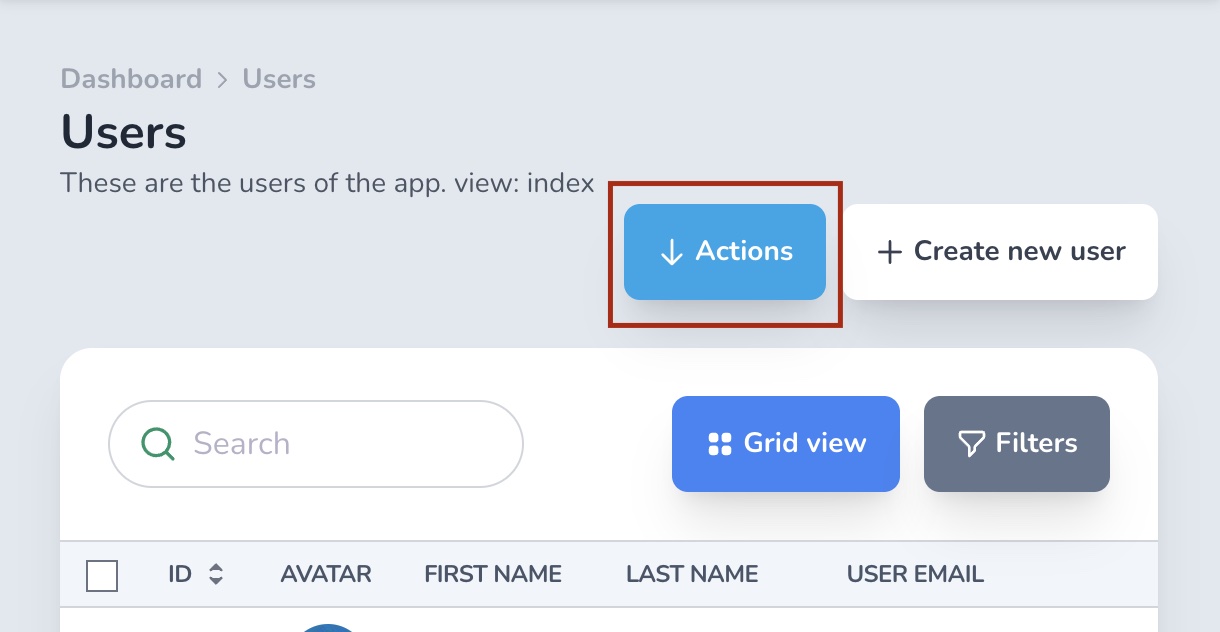 Dashboard > Users
Users
These are the users of the app. view: index
Actions
Create new user
Search
Grid view
Filters
ID AVATAR FIRST NAME LAST NAME USER EMAIL